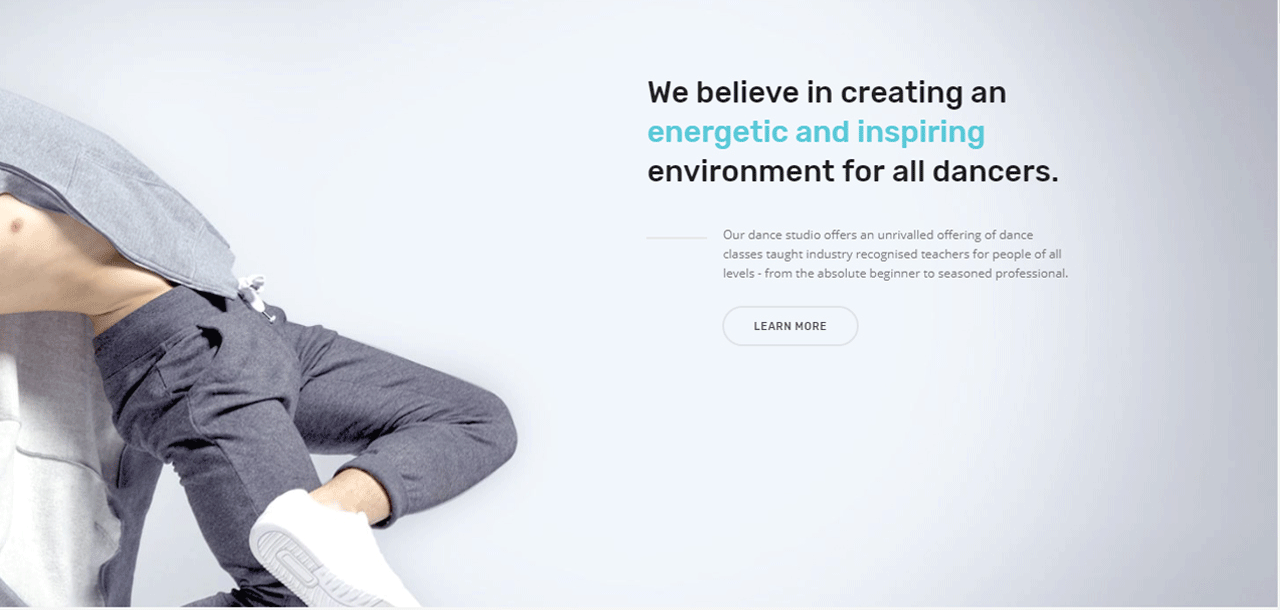 We believe in creating an
energetic and inspiring
environment for all dancers.
Our dance studio offers an unrivalled offering of dance
classes taught industry recognised teachers for people of all
levels - from the absolute beginner to seasoned professional.
LEARN MORE